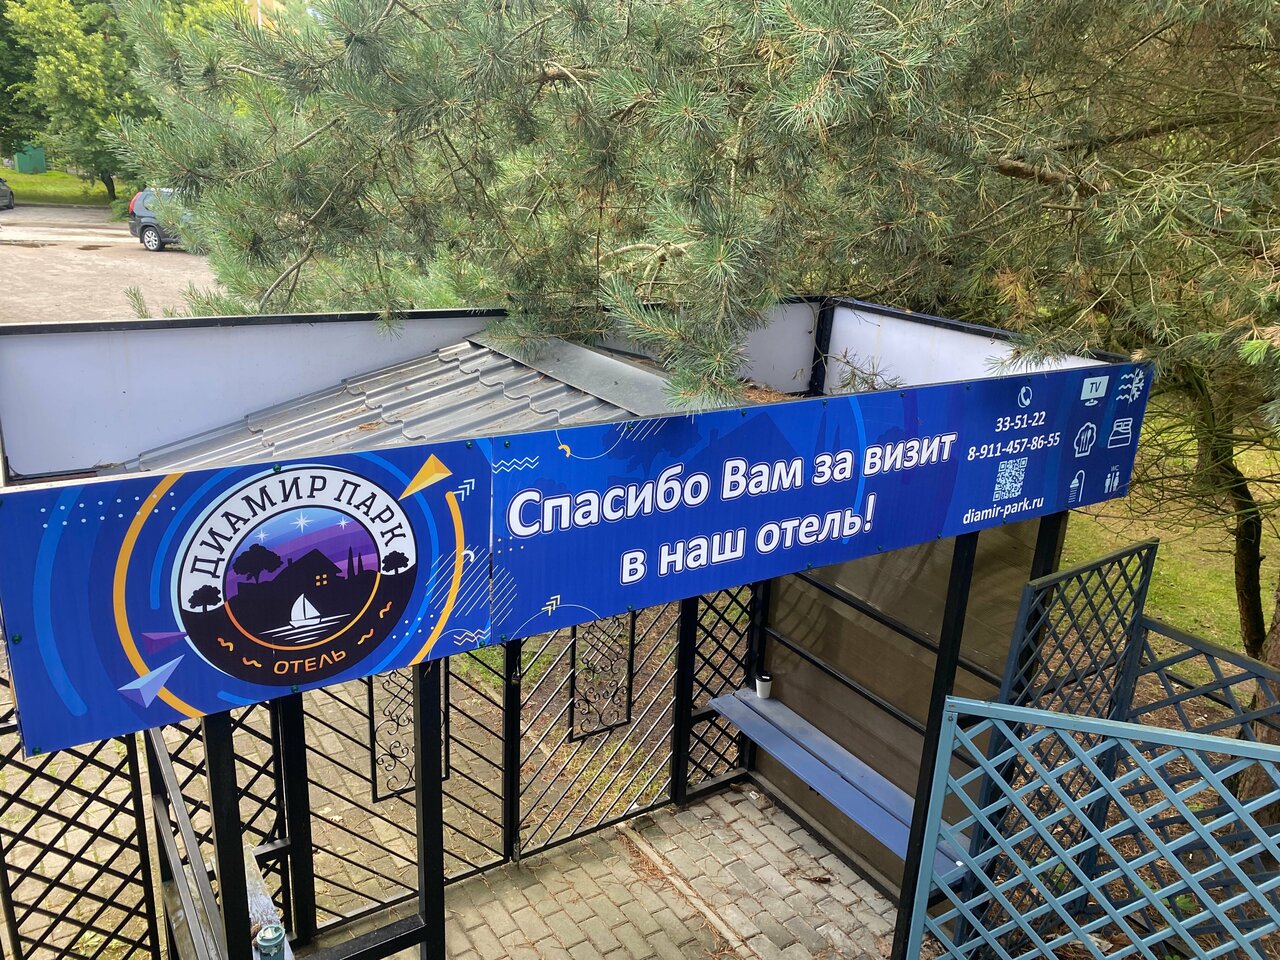 ДИАМИР ПАРК
ОТЕЛЬ
Спасибо Вам за визит
в наш отель!
33-51-22
8-911-457-86-55
diamir-park.ru
TV
WC